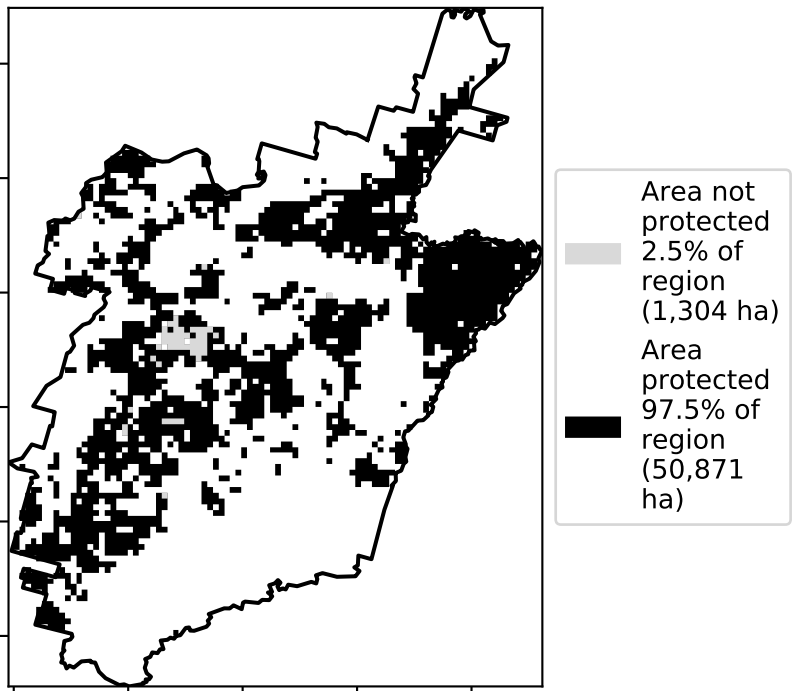 Area not
protected
2.5% of
region
(1,304 ha)
Area
protected
97.5% of
region
(50,871
ha)